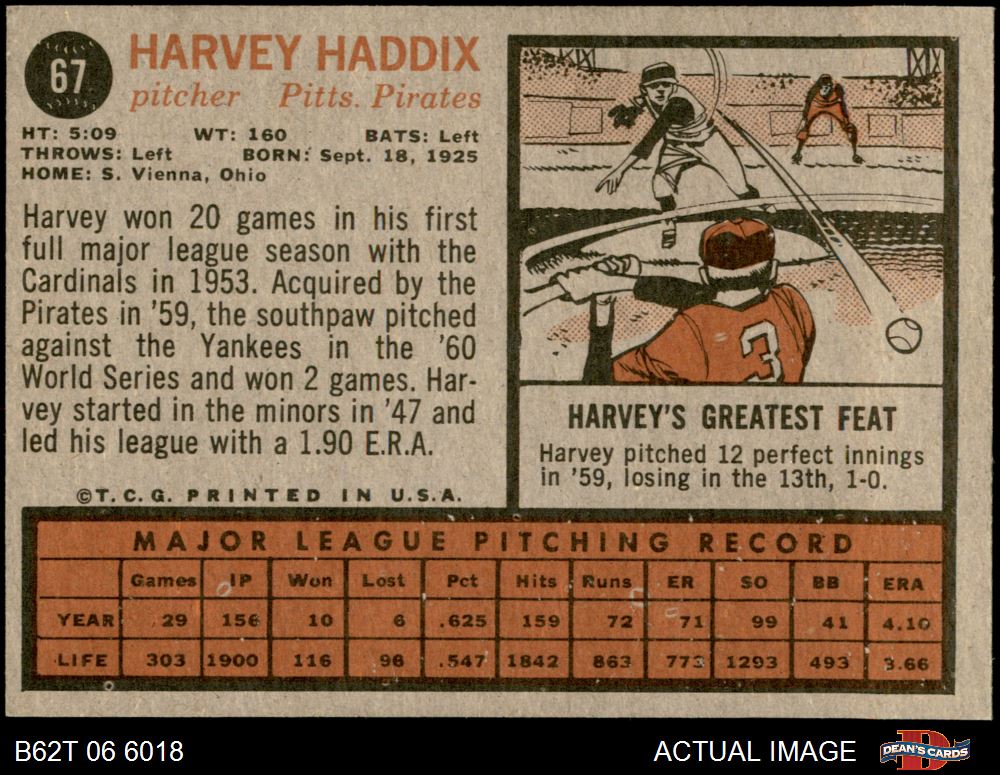 67
HARVEY HADDIX
pitcher Pitts. Pirates
HT: 5:09 WT: 160 BATS: Left
THROWS: Left BORN: Sept. 18, 1925
HOME: S. Vienna, Ohio
Harvey won 20 games in his first
full major league season with the
Cardinals in 1953. Acquired by the
Pirates in '59, the southpaw pitched
against the Yankees in the '60
World Series and won 2 games. Har-
vey started in the minors in '47 and
led his league with a 1.90 E.R.A.
©T.C.G. PRINTED IN U.S.A.
3
HARVEY'S GREATEST FEAT
Harvey pitched 12 perfect innings
in '59, losing in the 13th, 1-0.
MAJOR LEAGUE PITCHING RECORD
Games IP Won Lost Pct Hits Runs ER SO BB ERA
YEAR 29 156 10 6 .625 159 72 71 99 41 4.10
LIFE 303 1900 116 96 .547 1842 863 773 1293 493 3.66
B62T 06 6018 ACTUAL IMAGE DEAN'S CARDS